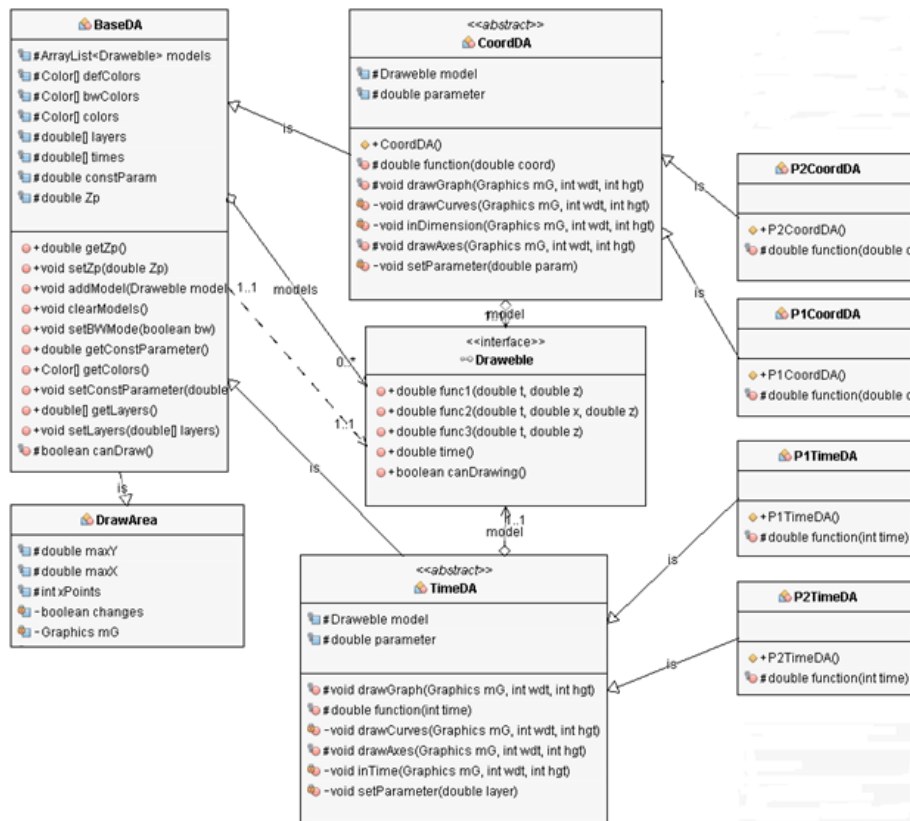 BaseDA
#ArrayList<Draweble> models
#Color[] defColors
#Color[] bwColors
#Color[] colors
#double[] layers
#double[] times
#double constParam
#double Zp
+double getZp()
+void setZp(double Zp)
+void addModel(Draweble model
+void clearModels()
+void setBWMode(boolean bw)
+double getConstParameter()
+Color[] getColors()
+void setConstParameter(double
+double[] getLayers()
+void setLayers(double[] layers)
#boolean canDraw()
is
DrawArea
#double maxY
#double maxX
#int xPoints
-boolean changes
-Graphics mG
is
models
1..1
0..*
1..1
is
<<abstract>>
CoordDA
#Draweble model
#double parameter
+CoordDA()
#double function(double coord)
#void drawGraph(Graphics mG, int wdt, int hgt)
-void drawCurves(Graphics mG, int wdt, int hgt)
-void inDimension(Graphics mG, int wdt, int hgt)
#void drawAxes(Graphics mG, int wdt, int hgt)
-void setParameter(double param)
model
<<interface>>
Draweble
+double func1(double t, double z)
+double func2(double t, double x, double z)
+double func3(double t, double z)
+double time()
+boolean canDrawing()
1..1
model
<<abstract>>
TimeDA
#Draweble model
#double parameter
#void drawGraph(Graphics mG, int wdt, int hgt)
#double function(int time)
-void drawCurves(Graphics mG, int wdt, int hgt)
#void drawAxes(Graphics mG, int wdt, int hgt)
-void inTime(Graphics mG, int wdt, int hgt)
-void setParameter(double layer)
is
is
is
is
P2CoordDA
+P2CoordDA()
#double function(double c
P1CoordDA
+P1CoordDA()
#double function(double c
P1TimeDA
+P1TimeDA()
#double function(int time)
P2TimeDA
+P2TimeDA()
#double function(int time)